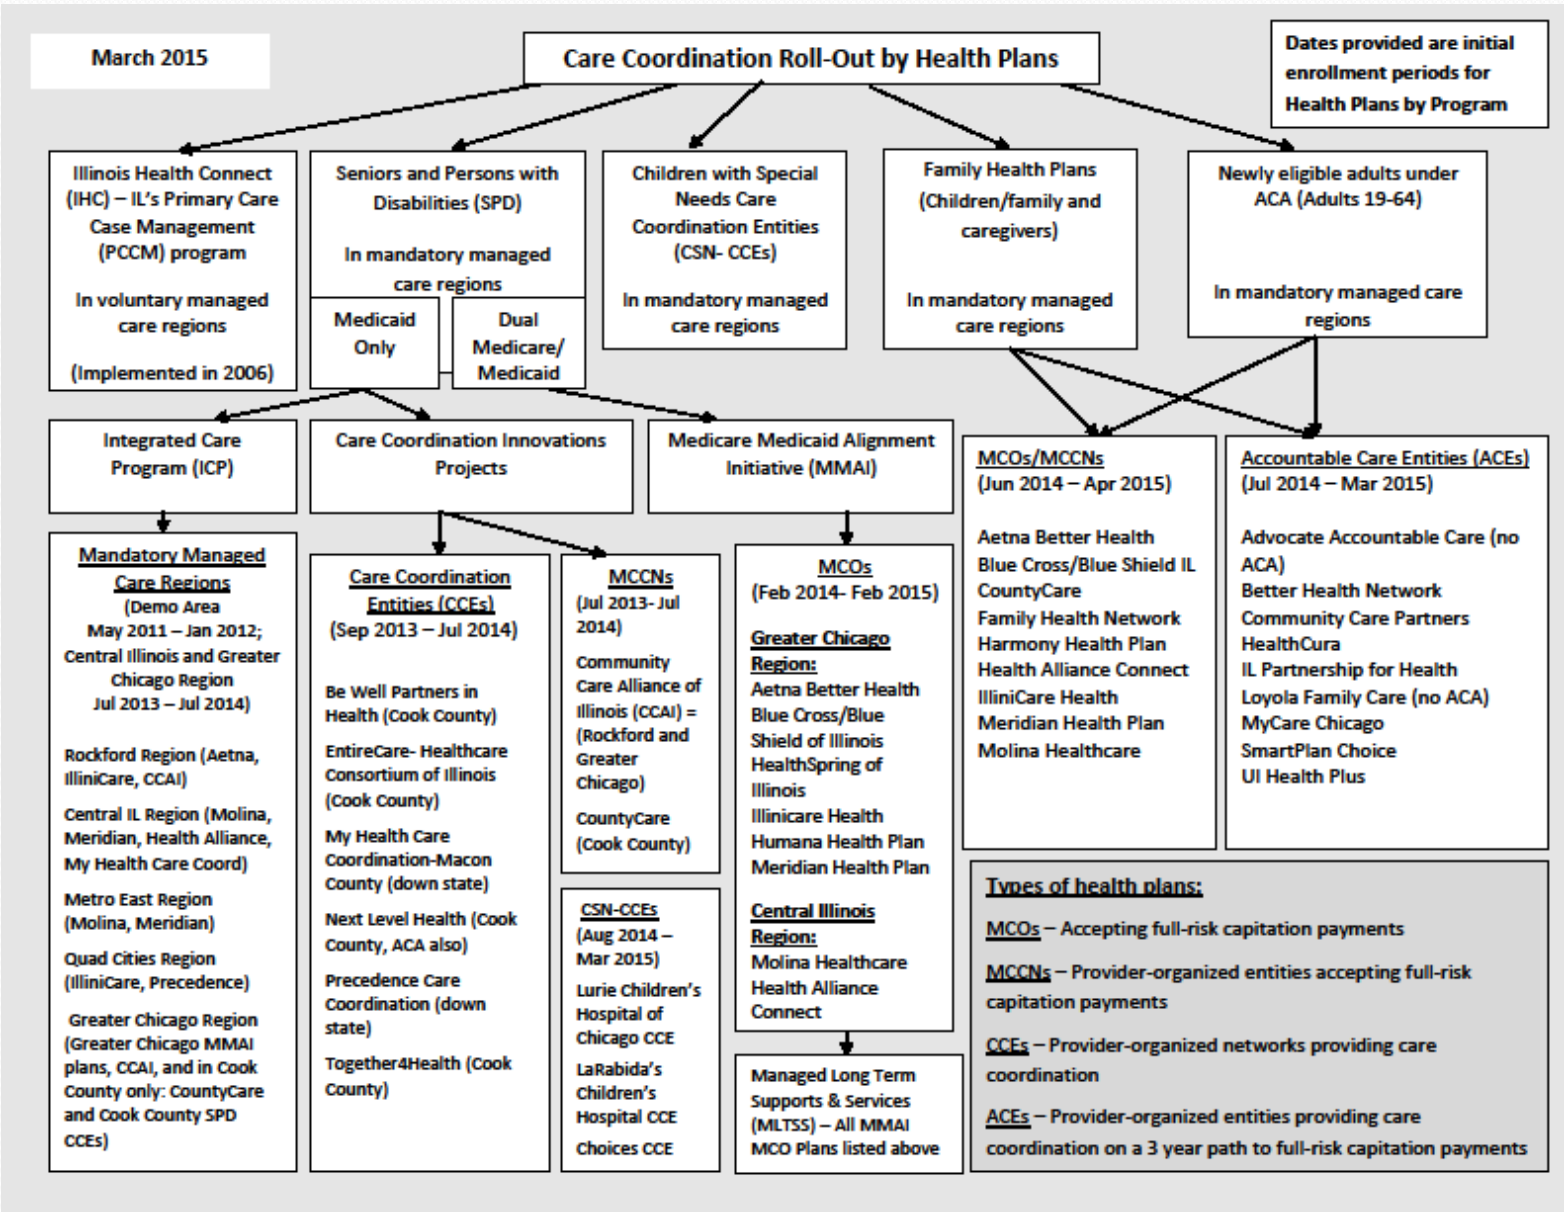 March 2015
Care Coordination Roll-Out by Health Plans
Dates provided are initial
enrollment periods for
Health Plans by Program
Illinois Health Connect
(IHC) – IL's Primary Care
Case Management
(PCCM) program
In voluntary managed
care regions
(Implemented in 2006)
Seniors and Persons with
Disabilities (SPD)
In mandatory managed
care regions
Medicaid
Only
Dual
Medicare/
Medicaid
Children with Special
Needs Care
Coordination Entities
(CSN- CCEs)
In mandatory managed
care regions
Family Health Plans
(Children/family and
caregivers)
In mandatory managed
care regions
Newly eligible adults under
ACA (Adults 19-64)
In mandatory managed care
regions
Integrated Care
Program (ICP)
Care Coordination Innovations
Projects
Medicare Medicaid Alignment
Initiative (MMAI)
Mandatory Managed
Care Regions
(Demo Area
May 2011 – Jan 2012;
Central Illinois and Greater
Chicago Region
Jul 2013 – Jul 2014)
Rockford Region (Aetna,
IlliniCare, CCAI)
Central IL Region (Molina,
Meridian, Health Alliance,
My Health Care Coord)
Metro East Region
(Molina, Meridian)
Quad Cities Region
(IlliniCare, Precedence)
Greater Chicago Region
(Greater Chicago MMAI
plans, CCAI, and in Cook
County only: CountyCare
and Cook County SPD
CCEs)
Care Coordination
Entities (CCEs)
(Sep 2013 – Jul 2014)
Be Well Partners in
Health (Cook County)
EntireCare- Healthcare
Consortium of Illinois
(Cook County)
My Health Care
Coordination-Macon
County (down state)
Next Level Health (Cook
County, ACA also)
Precedence Care
Coordination (down
state)
Together4Health (Cook
County)
MCCNs
(Jul 2013- Jul
2014)
Community
Care Alliance of
Illinois (CCAI) =
(Rockford and
Greater
Chicago)
CountyCare
(Cook County)
CSN-CCEs
(Aug 2014 –
Mar 2015)
Lurie Children's
Hospital of
Chicago CCE
LaRabida's
Children's
Hospital CCE
Choices CCE
MCOs
(Feb 2014- Feb 2015)
Greater Chicago
Region:
Aetna Better Health
Blue Cross/Blue
Shield of Illinois
HealthSpring of
Illinois
Illinicare Health
Humana Health Plan
Meridian Health Plan
Central Illinois
Region:
Molina Healthcare
Health Alliance
Connect
Managed Long Term
Supports & Services
(MLTSS) – All MMAI
MCO Plans listed above
MCOs/MCCNs
(Jun 2014 – Apr 2015)
Aetna Better Health
Blue Cross/Blue Shield IL
CountyCare
Family Health Network
Harmony Health Plan
Health Alliance Connect
IlliniCare Health
Meridian Health Plan
Molina Healthcare
Accountable Care Entities (ACEs)
(Jul 2014 – Mar 2015)
Advocate Accountable Care (no
ACA)
Better Health Network
Community Care Partners
HealthCura
IL Partnership for Health
Loyola Family Care (no ACA)
MyCare Chicago
SmartPlan Choice
UI Health Plus
Types of health plans:
MCOs – Accepting full-risk capitation payments
MCCNs – Provider-organized entities accepting full-risk
capitation payments
CCEs – Provider-organized networks providing care
coordination
ACEs – Provider-organized entities providing care
coordination on a 3 year path to full-risk capitation payments